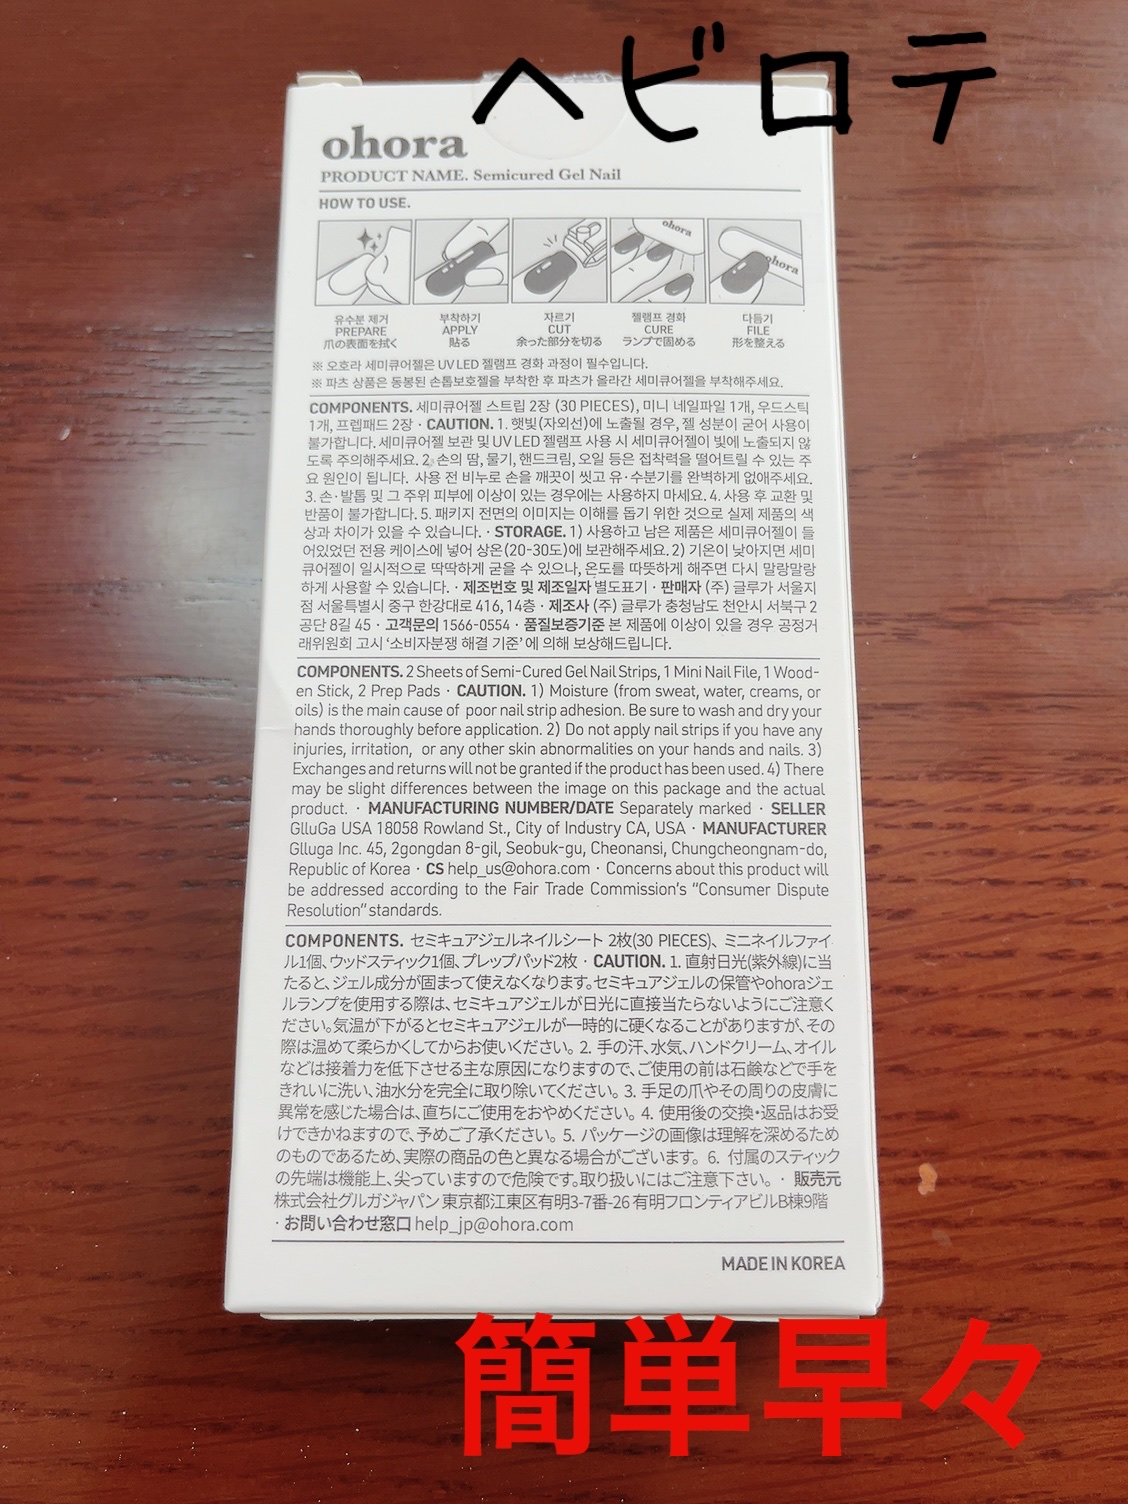 ヘビロテ
ohora
PRODUCT NAME. Semicured Gel Nail
HOW TO USE.
ohora
ohora
유수분 제거
PREPARE
爪の表面を拭く
부착하기
APPLY
貼る
자르기
CUT
余った部分を切る
젤램프 경화
CURE
ランプで固める
다듬기
FILE
形を整える
※ 오호라 세미큐어젤은 UV LED 젤램프 경화 과정이 필수입니다.
※ 파츠 상품은 동봉된 손톱보호젤을 부착한 후 파츠가 올라간 세미큐어젤을 부착해주세요.
COMPONENTS. 세미큐어젤 스트립 2장 (30 PIECES), 미니 네일파일 1개, 우드스틱
1개, 프렙패드 2장 · CAUTION. 1. 햇빛(자외선)에 노출될 경우, 젤 성분이 굳어 사용이
불가합니다. 세미큐어젤 보관 및 UV LED 젤램프 사용 시 세미큐어젤이 빛에 노출되지 않
도록 주의해주세요. 2. 손의 땀, 물기, 핸드크림, 오일 등은 접착력을 떨어트릴 수 있는 주
요 원인이 됩니다. 사용 전 비누로 손을 깨끗이 씻고 유·수분기를 완벽하게 없애주세요.
3. 손·발톱 및 그 주위 피부에 이상이 있는 경우에는 사용하지 마세요. 4. 사용 후 교환 및
반품이 불가합니다. 5. 패키지 전면의 이미지는 이해를 돕기 위한 것으로 실제 제품의 색
상과 차이가 있을 수 있습니다. · STORAGE. 1) 사용하고 남은 제품은 세미큐어젤이 들
어있었던 전용 케이스에 넣어 상온(20-30도)에 보관해주세요. 2) 기온이 낮아지면 세미
큐어젤이 일시적으로 딱딱하게 굳을 수 있으나, 온도를 따뜻하게 해주면 다시 말랑말랑
하게 사용할 수 있습니다. · 제조번호 및 제조일자 별도표기 · 판매자 (주) 글루가 서울지
점 서울특별시 중구 한강대로 416, 14층 · 제조사 (주) 글루가 충청남도 천안시 서북구 2
공단 8길 45 · 고객문의 1566-0554 · 품질보증기준 본 제품에 이상이 있을 경우 공정거
래위원회 고시 ‘소비자분쟁 해결 기준’ 에 의해 보상해드립니다.
COMPONENTS. 2 Sheets of Semi-Cured Gel Nail Strips, 1 Mini Nail File, 1 Wood-
en Stick, 2 Prep Pads · CAUTION. 1) Moisture (from sweat, water, creams, or
oils) is the main cause of poor nail strip adhesion. Be sure to wash and dry your
hands thoroughly before application. 2) Do not apply nail strips if you have any
injuries, irritation, or any other skin abnormalities on your hands and nails. 3)
Exchanges and returns will not be granted if the product has been used. 4) There
may be slight differences between the image on this package and the actual
product. · MANUFACTURING NUMBER/DATE Separately marked · SELLER
GlluGa USA 18058 Rowland St., City of Industry CA, USA · MANUFACTURER
Glluga Inc. 45, 2gongdan 8-gil, Seobuk-gu, Cheonansi, Chungcheongnam-do,
Republic of Korea · CS help_us@ohora.com · Concerns about this product will
be addressed according to the Fair Trade Commission’s “Consumer Dispute
Resolution” standards.
COMPONENTS. セミキュアジェルネイルシート 2枚(30 PIECES)、ミニネイルファイ
ル1個、ウッドスティック1個、プレップパッド2枚 · CAUTION. 1. 直射日光(紫外線)に当
たると、ジェル成分が固まって使えなくなります。セミキュアジェルの保管やohoraジェ
ルランプを使用する際は、セミキュアジェルが日光に直接当たらないようにご注意く
ださい。気温が下がるとセミキュアジェルが一時的に硬くなることがありますが、その
際は温めて柔らかくしてからお使いください。 2. 手の汗、水気、ハンドクリーム、オイル
などは接着力を低下させる主な原因になりますので、ご使用の前は石鹸などで手を
きれいに洗い、油水分を完全に取り除いてください。 3. 手足の爪やその周りの皮膚に
異常を感じた場合は、直ちにご使用をおやめください。 4. 使用後の交換・返品はお受
けできかねますので、予めご了承ください。 5. パッケージの画像は理解を深めるため
のものであるため、実際の商品の色と異なる場合がございます。 6. 付属のスティック
の先端は機能上、尖っていますので危険です。取り扱いにはご注意下さい。 · 販売元
株式会社グルガジャパン 東京都江東区有明3-7番-26 有明フロンティアビルB棟9階
· お問い合わせ窓口 help_jp@ohora.com
MADE IN KOREA
簡単早々